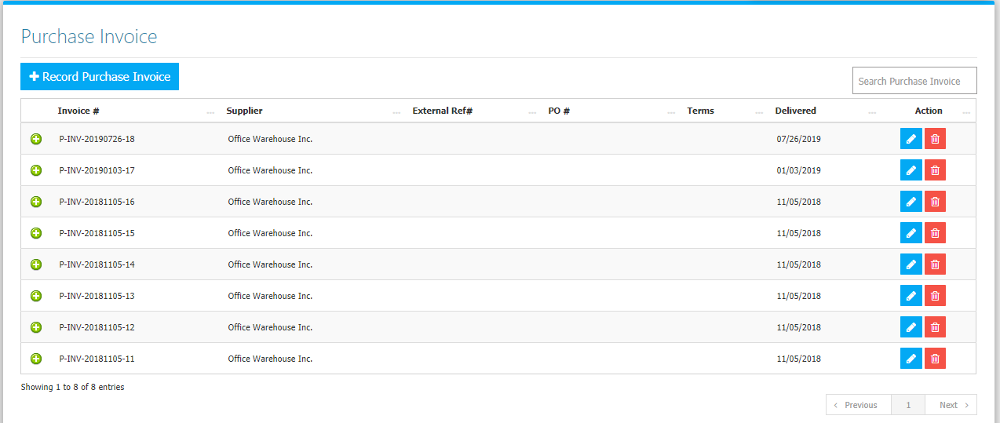 Purchase Invoice
Record Purchase Invoice
Search Purchase Invoice
Invoice # ... Supplier ... External Ref# ... PO # ... Terms ... Delivered ... Action ...
P-INV-20190726-18 Office Warehouse Inc. 07/26/2019
P-INV-20190103-17 Office Warehouse Inc. 01/03/2019
P-INV-20181105-16 Office Warehouse Inc. 11/05/2018
P-INV-20181105-15 Office Warehouse Inc. 11/05/2018
P-INV-20181105-14 Office Warehouse Inc. 11/05/2018
P-INV-20181105-13 Office Warehouse Inc. 11/05/2018
P-INV-20181105-12 Office Warehouse Inc. 11/05/2018
P-INV-20181105-11 Office Warehouse Inc. 11/05/2018
Showing 1 to 8 of 8 entries
‹ Previous 1 Next ›